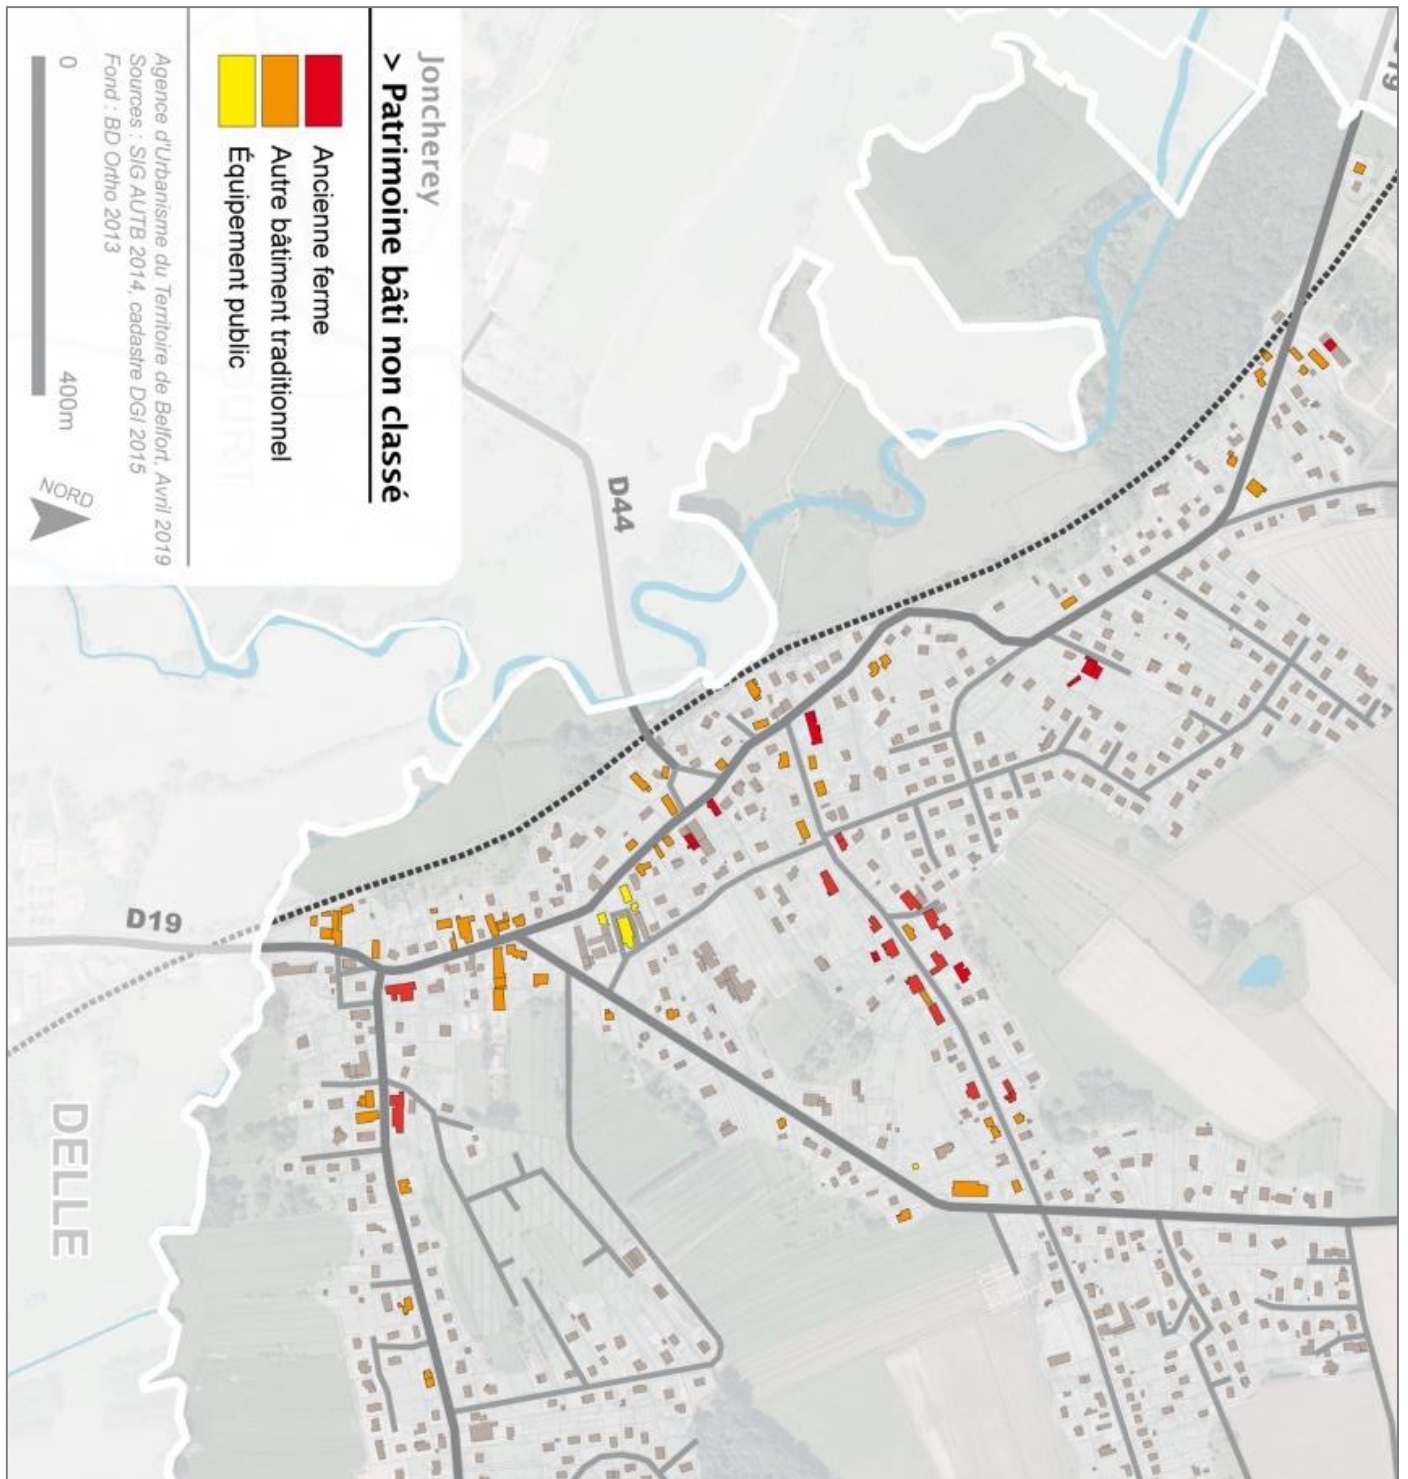 Joncherey
> Patrimoine bâti non classé
Ancienne ferme
Autre bâtiment traditionnel
Équipement public
Agence d'Urbanisme du Territoire de Belfort, Avril 2019
Sources : SIG AUTB 2014, cadastre DGI 2015
Fond : BD Ortho 2013
0
400m
NORD
D19
D44
D19
DELLE